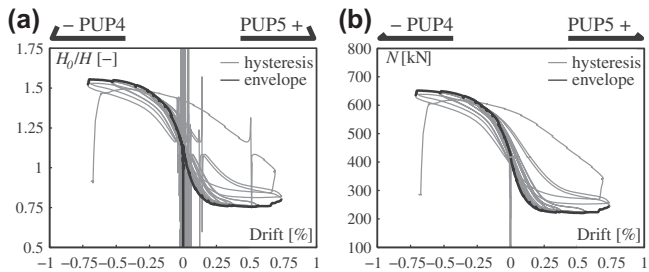 (a) − PUP4 PUP5 +
1.75 H₀/H [−]
hysteresis
envelope
1.5
1.25
1
0.75
0.5
Drift [%]
−1 −0.75 −0.5 −0.25 0 0.25 0.5 0.75 1
(b) − PUP4 PUP5 +
800 N [kN]
hysteresis
envelope
700
600
500
400
300
200
100
Drift [%]
−1 −0.75 −0.5 −0.25 0 0.25 0.5 0.75 1